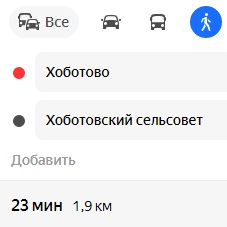 Все
Хоботово
Хоботовский сельсовет
Добавить
23 мин 1,9 км